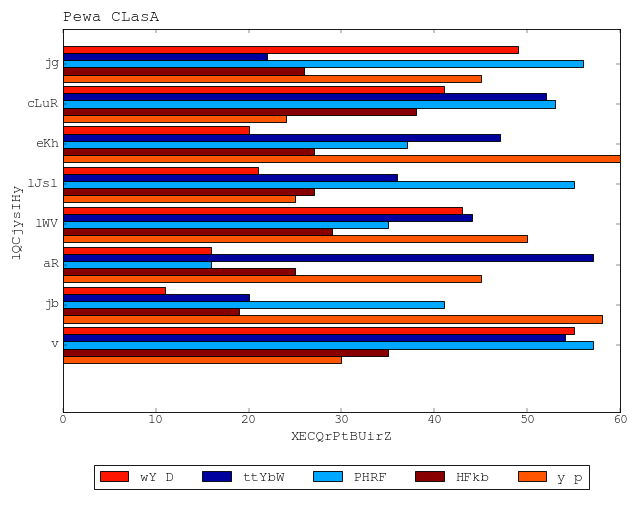 Pewa CLasA
jg
cLuR
eKh
lJsl
lWV
aR
jb
v
lQCjysIHy
0 10 20 30 40 50 60
XECQrPtBUirZ
wY D ttYbW PHRF HFkb y p